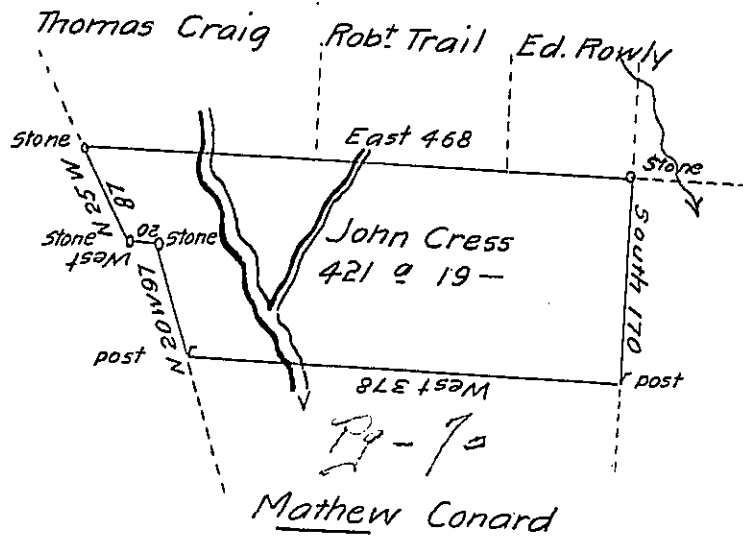 Thomas Craig
Robᵗ Trail
Ed. Rowly
Stone
East 468
Stone
N 25 W
87
20
Stone
Stone
West
John Cress
421 a 19 —
South 170
N 20 W 97
post
West 378
post
Mathew Conard